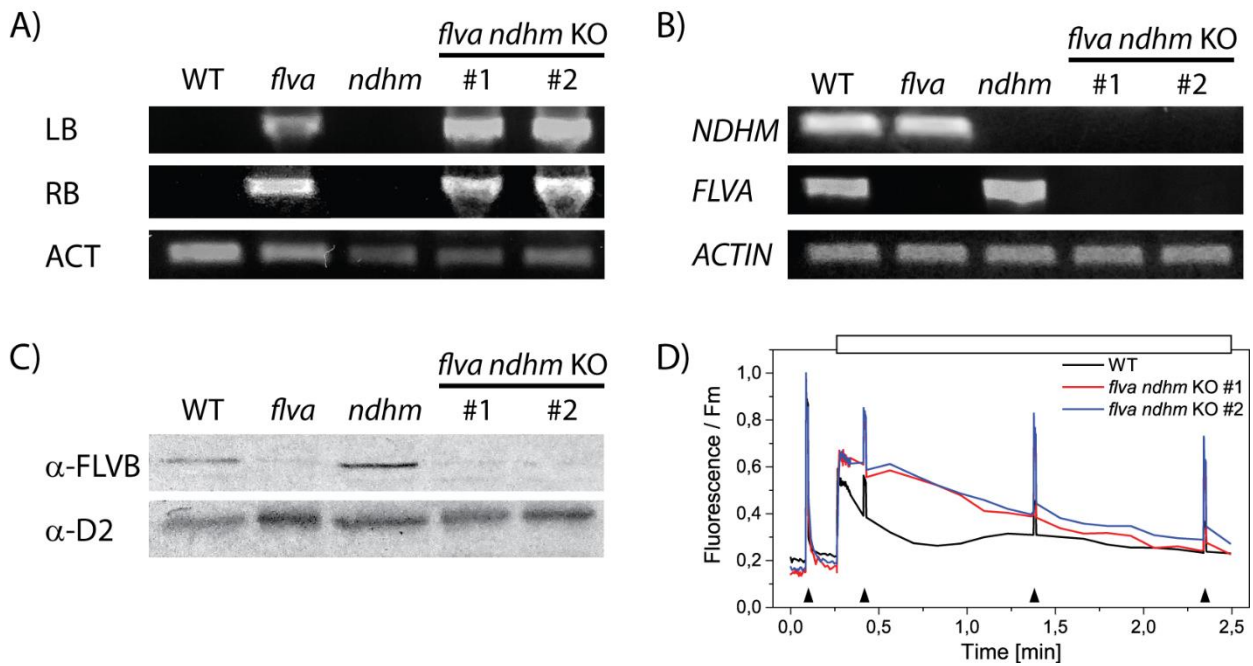 A)
flva ndhm KO
WT flva ndhm #1 #2
LB
RB
ACT
B)
flva ndhm KO
WT flva ndhm #1 #2
NDHM
FLVA
ACTIN
C)
flva ndhm KO
WT flva ndhm #1 #2
α-FLVB
α-D2
D)
WT
flva ndhm KO #1
flva ndhm KO #2
Fluorescence / Fm
1,0
0,8
0,6
0,4
0,2
0,0
0,0 0,5 1,0 1,5 2,0 2,5
Time [min]